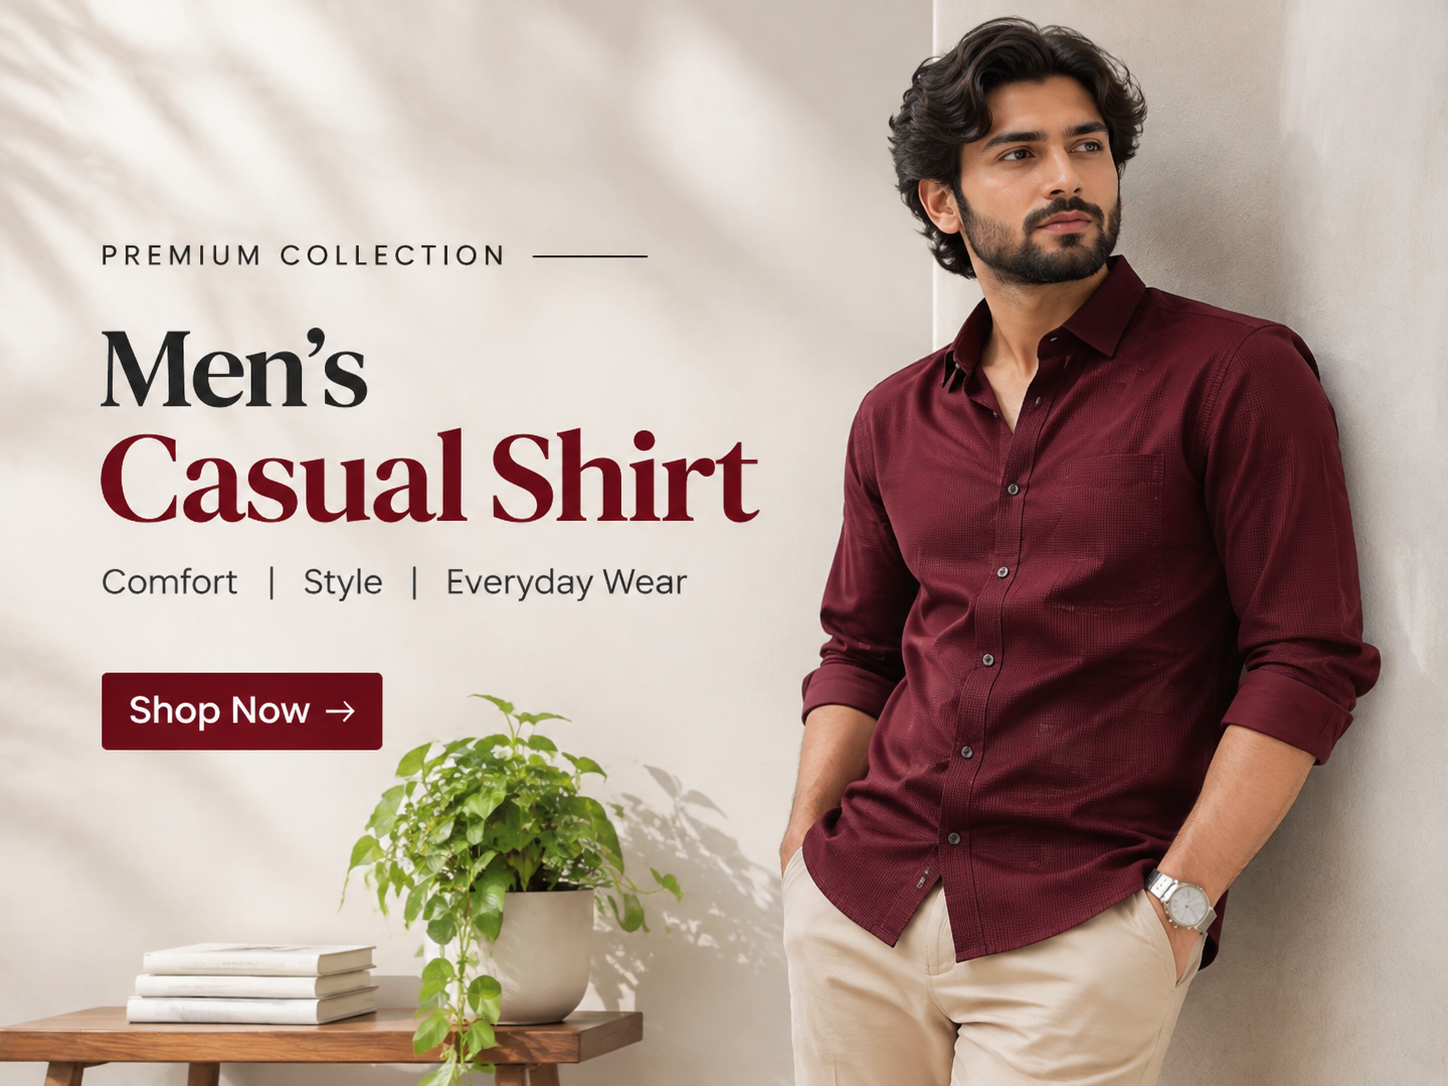 PREMIUM COLLECTION
Men’s
Casual Shirt
Comfort | Style | Everyday Wear
Shop Now →